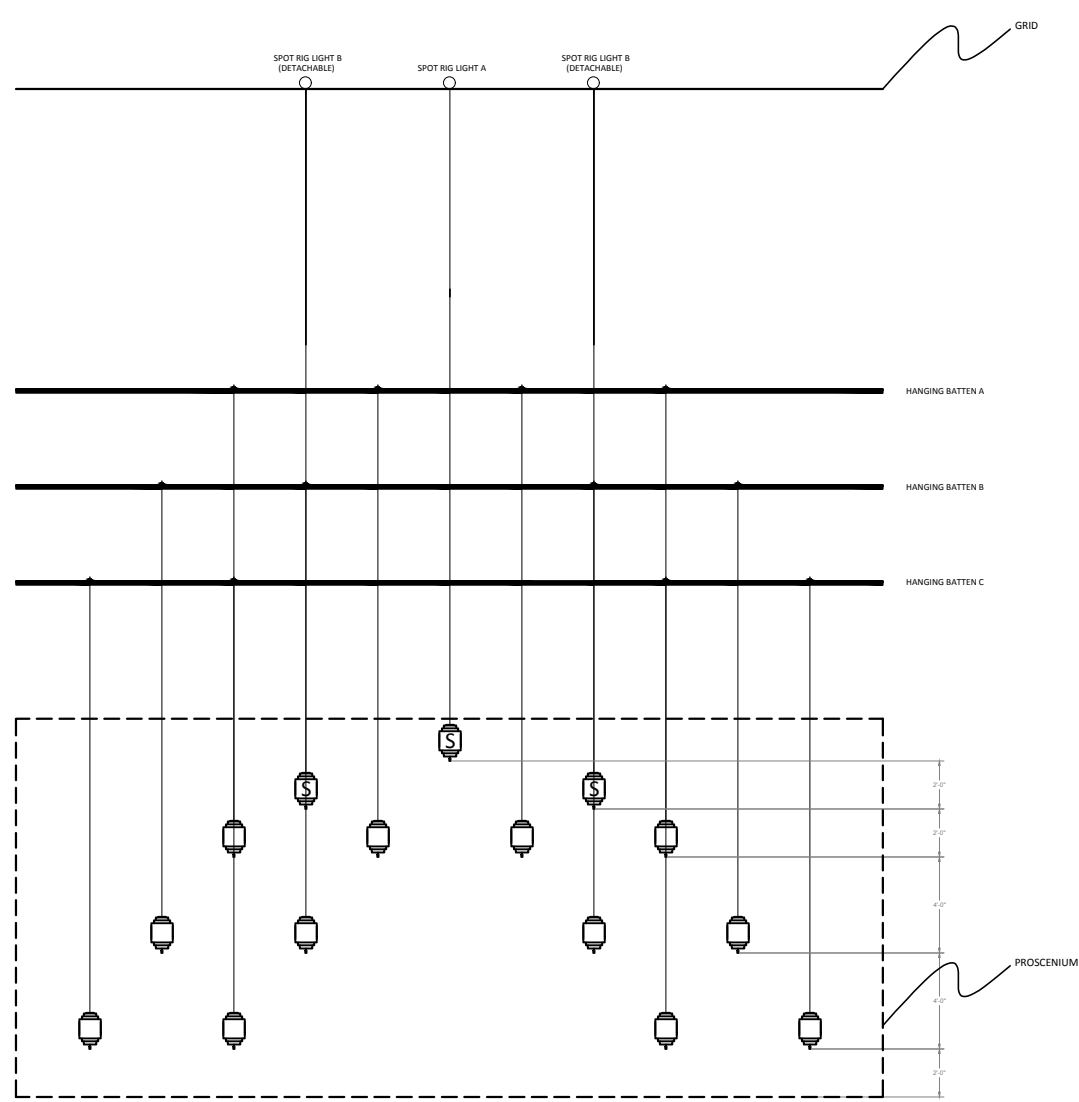 GRID
SPOT RIG LIGHT B
(DETACHABLE)
SPOT RIG LIGHT A
SPOT RIG LIGHT B
(DETACHABLE)
HANGING BATTEN A
HANGING BATTEN B
HANGING BATTEN C
S
S
S
2'-0"
2'-0"
4'-0"
PROSCENIUM
4'-0"
2'-0"